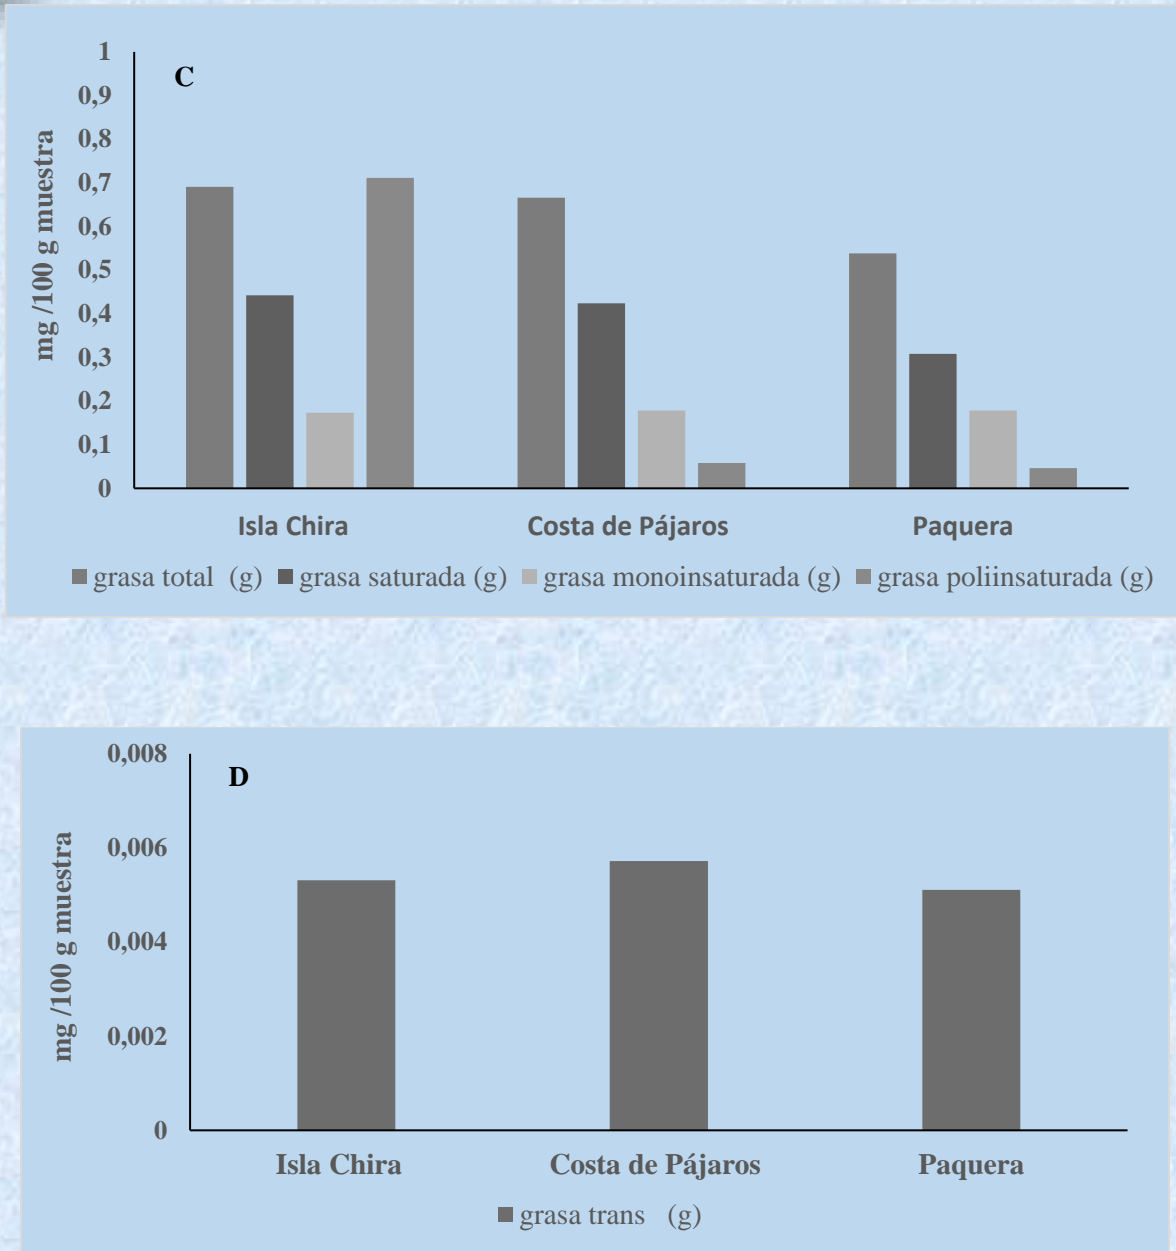 C
mg /100 g muestra
1
0,9
0,8
0,7
0,6
0,5
0,4
0,3
0,2
0,1
0
Isla Chira Costa de Pájaros Paquera
grasa total (g) grasa saturada (g) grasa monoinsaturada (g) grasa poliinsaturada (g)
D
mg /100 g muestra
0,008
0,006
0,004
0,002
0
Isla Chira Costa de Pájaros Paquera
grasa trans (g)